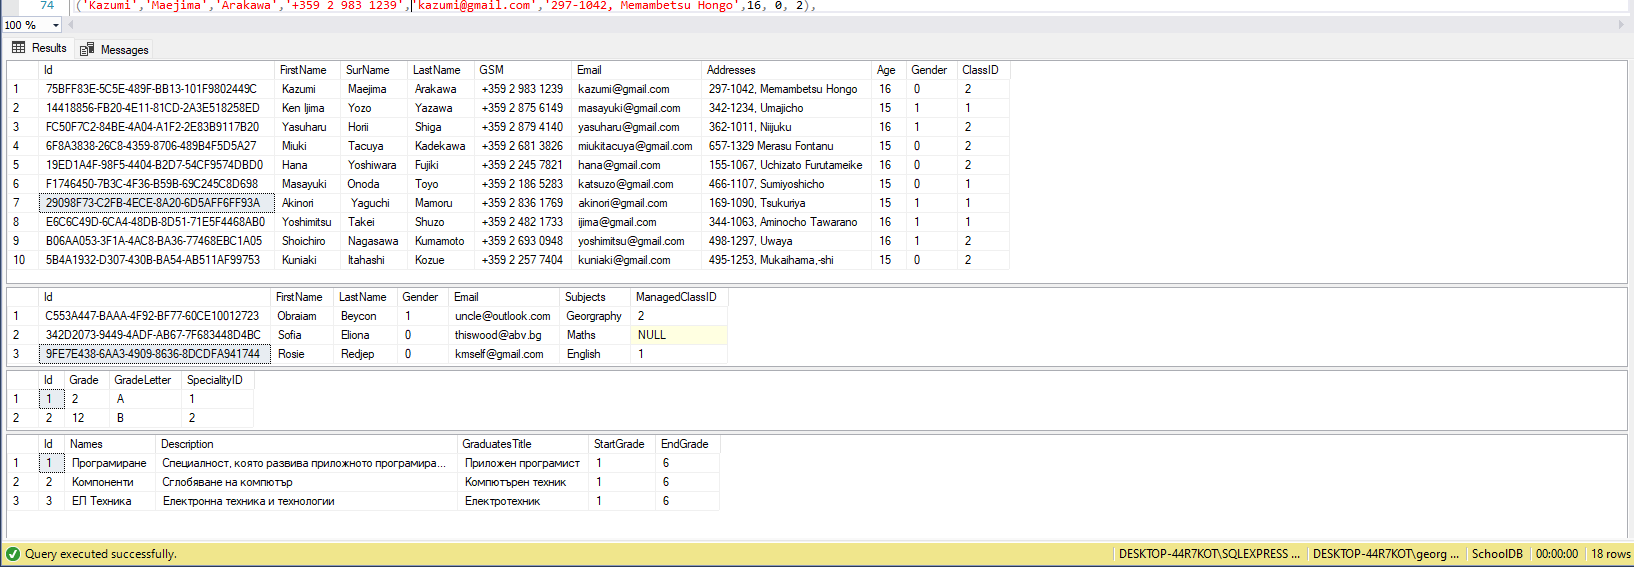 74 ('Kazumi','Maejima','Arakawa','+359 2 983 1239','kazumi@gmail.com','297-1042, Memambetsu Hongo',16, 0, 2),
100 %
Results Messages
Id FirstName SurName LastName GSM Email Addresses Age Gender ClassID
1 75BFF83E-5C5E-489F-BB13-101F9802449C Kazumi Maejima Arakawa +359 2 983 1239 kazumi@gmail.com 297-1042, Memambetsu Hongo 16 0 2
2 14418856-FB20-4E11-81CD-2A3E518258ED Ken Ijima Yozo Yazawa +359 2 875 6149 masayuki@gmail.com 342-1234, Umajicho 15 1 1
3 FC50F7C2-84BE-4A04-A1F2-2E83B9117B20 Yasuharu Horii Shiga +359 2 879 4140 yasuharu@gmail.com 362-1011, Niijuku 16 1 2
4 6F8A3838-26C8-4359-8706-489B4F5D5A27 Miuki Tacuya Kadekawa +359 2 681 3826 miukitacuya@gmail.com 657-1329 Merasu Fontanu 15 0 2
5 19ED1A4F-98F5-4404-B2D7-54CF9574DBD0 Hana Yoshiwara Fujiki +359 2 245 7821 hana@gmail.com 155-1067, Uchizato Furutameike 16 0 2
6 F1746450-7B3C-4F36-B59B-69C245C8D698 Masayuki Onoda Toyo +359 2 186 5283 katsuzo@gmail.com 466-1107, Sumiyoshicho 15 0 1
7 29098F73-C2FB-4ECE-8A20-6D5AFF6FF93A Akinori Yaguchi Mamoru +359 2 836 1769 akinori@gmail.com 169-1090, Tsukuriya 15 1 1
8 E6C6C49D-6CA4-48DB-8D51-71E5F4468AB0 Yoshimitsu Takei Shuzo +359 2 482 1733 ijima@gmail.com 344-1063, Aminocho Tawarano 16 1 1
9 B06AA053-3F1A-4AC8-BA36-77468EBC1A05 Shoichiro Nagasawa Kumamoto +359 2 693 0948 yoshimitsu@gmail.com 498-1297, Uwaya 16 1 2
10 5B4A1932-D307-430B-BA54-AB511AF99753 Kuniaki Itahashi Kozue +359 2 257 7404 kuniaki@gmail.com 495-1253, Mukaihama,-shi 15 0 2
Id FirstName LastName Gender Email Subjects ManagedClassID
1 C553A447-BAAA-4F92-BF77-60CE10012723 Obraiam Beycon 1 uncle@outlook.com Georgraphy 2
2 342D2073-9449-4ADF-AB67-7F683448D4BC Sofia Eliona 0 thiswood@abv.bg Maths NULL
3 9FE7E438-6AA3-4909-8636-8DCDFA941744 Rosie Redjep 0 kmself@gmail.com English 1
Id Grade GradeLetter SpecialityID
1 1 2 A 1
2 2 12 B 2
Id Names Description GraduatesTitle StartGrade EndGrade
1 1 Програмиране Специалност, която развива приложното програмира... Приложен програмист 1 6
2 2 Компоненти Сглобяване на компютър Компютърен техник 1 6
3 3 ЕП Техника Електронна техника и технологии Електротехник 1 6
Query executed successfully. DESKTOP-44R7KOT\SQLEXPRESS ... DESKTOP-44R7KOT\georg ... SchoolDB 00:00:00 18 rows